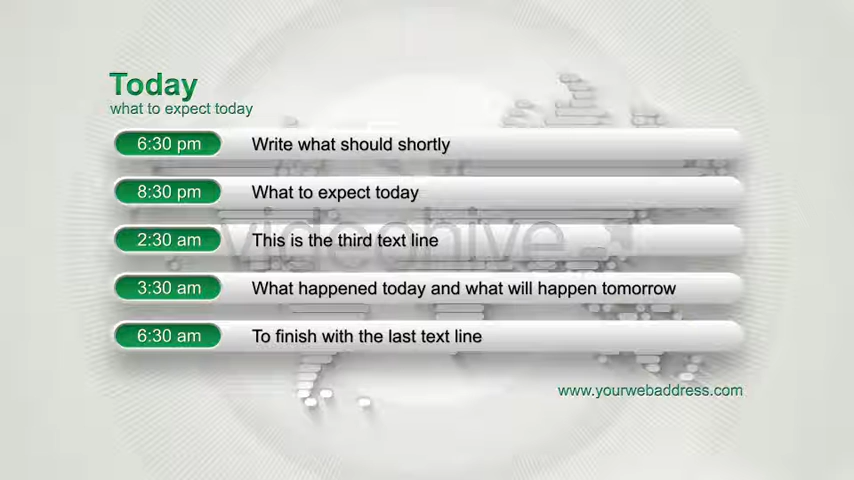 Today
what to expect today
6:30 pm Write what should shortly
8:30 pm What to expect today
videohive
2:30 am This is the third text line
3:30 am What happened today and what will happen tomorrow
6:30 am To finish with the last text line
www.yourwebaddress.com